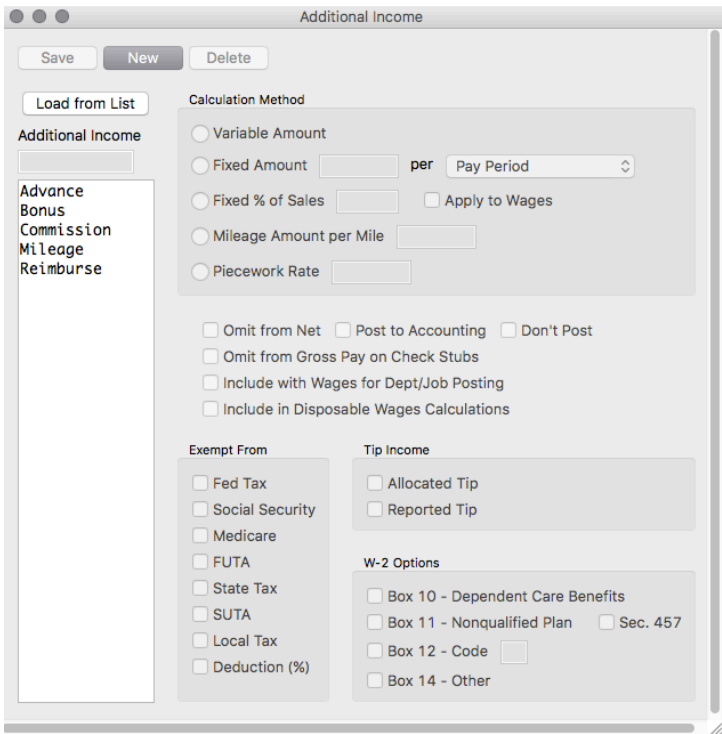 Additional Income
Save New Delete
Load from List
Additional Income
Advance
Bonus
Commission
Mileage
Reimburse
Calculation Method
Variable Amount
Fixed Amount per Pay Period
Fixed % of Sales Apply to Wages
Mileage Amount per Mile
Piecework Rate
Omit from Net Post to Accounting Don't Post
Omit from Gross Pay on Check Stubs
Include with Wages for Dept/Job Posting
Include in Disposable Wages Calculations
Exempt From
Fed Tax
Social Security
Medicare
FUTA
State Tax
SUTA
Local Tax
Deduction (%)
Tip Income
Allocated Tip
Reported Tip
W-2 Options
Box 10 - Dependent Care Benefits
Box 11 - Nonqualified Plan Sec. 457
Box 12 - Code
Box 14 - Other